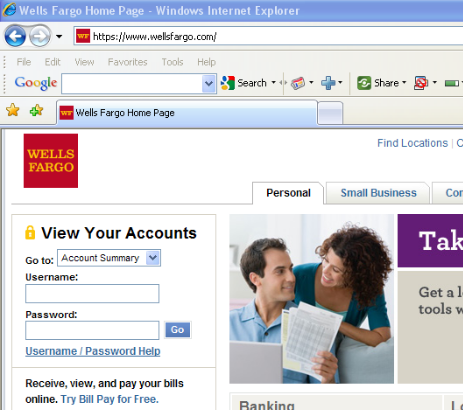 Wells Fargo Home Page - Windows Internet Explorer
https://www.wellsfargo.com/
File Edit View Favorites Tools Help
Google Search Share
Wells Fargo Home Page
WELLS
FARGO
Find Locations
Personal Small Business
View Your Accounts
Go to: Account Summary
Username:
Password:
Go
Username / Password Help
Receive, view, and pay your bills
online. Try Bill Pay for Free.
Tak
Get a
tools
Banking